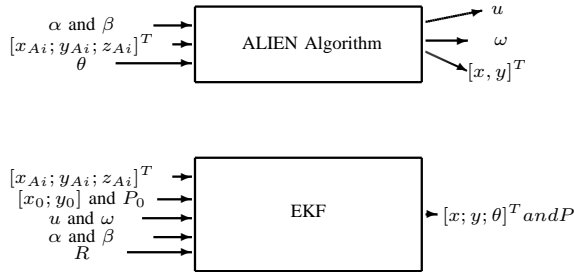 α and β
[x_{Ai}; y_{Ai}; z_{Ai}]^T
θ
ALIEN Algorithm
u
ω
[x, y]^T
[x_{Ai}; y_{Ai}; z_{Ai}]^T
[x_0; y_0] and P_0
u and ω
α and β
R
EKF
[x; y; θ]^T andP